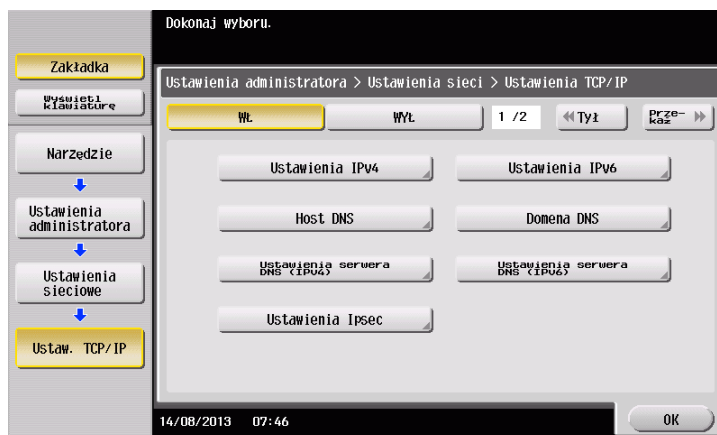 Dokonaj wyboru.
Zakładka
Wyświetl
klawiaturę
Ustawienia administratora > Ustawienia sieci > Ustawienia TCP/IP
WŁ
WYŁ
1 /2
Tył
Prze-
kaz
Narzędzie
Ustawienia
administratora
Ustawienia
sieciowe
Ustaw. TCP/IP
Ustawienia IPv4
Ustawienia IPv6
Host DNS
Domena DNS
Ustawienia serwera
DNS (IPv4)
Ustawienia serwera
DNS (IPv6)
Ustawienia Ipsec
14/08/2013 07:46
OK